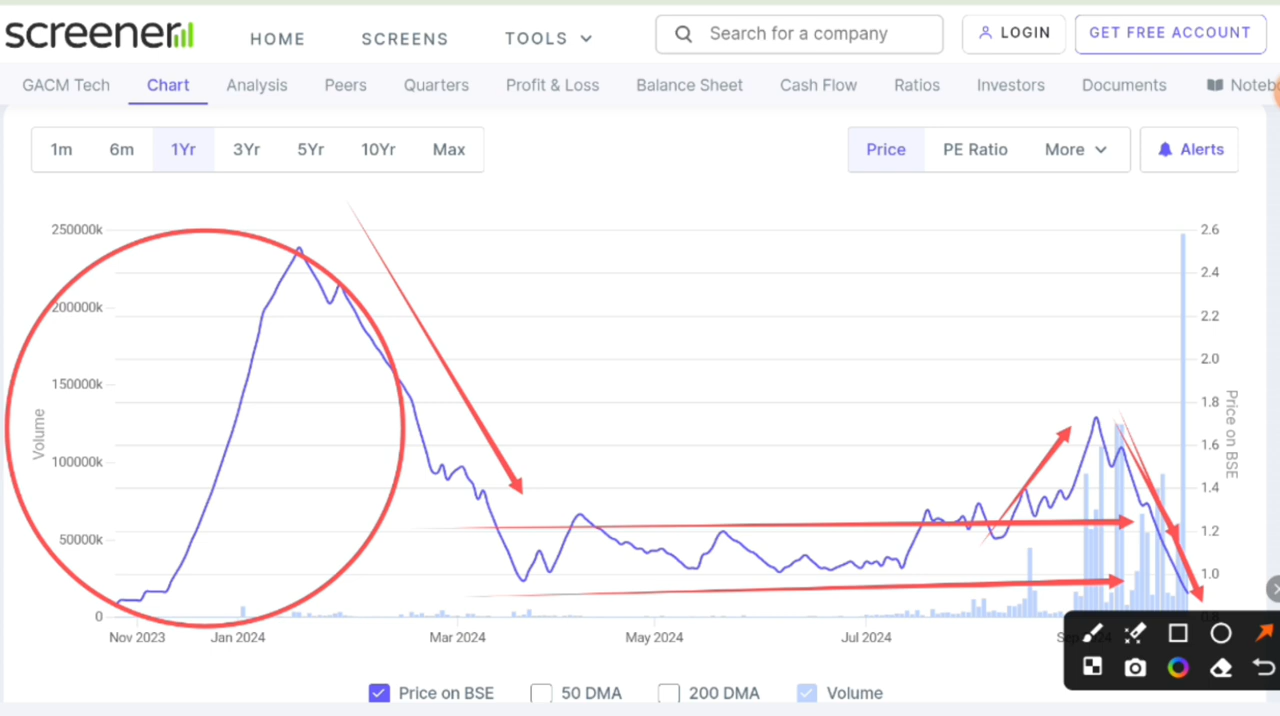 screener HOME SCREENS TOOLS Search for a company LOGIN GET FREE ACCOUNT
GACM Tech Chart Analysis Peers Quarters Profit & Loss Balance Sheet Cash Flow Ratios Investors Documents
1m 6m 1Yr 3Yr 5Yr 10Yr Max Price PE Ratio More Alerts
250000k 2.6
2.4
200000k 2.2
2.0
150000k 1.8
Volume Price on BSE
1.6
100000k
1.4
50000k 1.2
1.0
0
Nov 2023 Jan 2024 Mar 2024 May 2024 Jul 2024
Price on BSE 50 DMA 200 DMA Volume